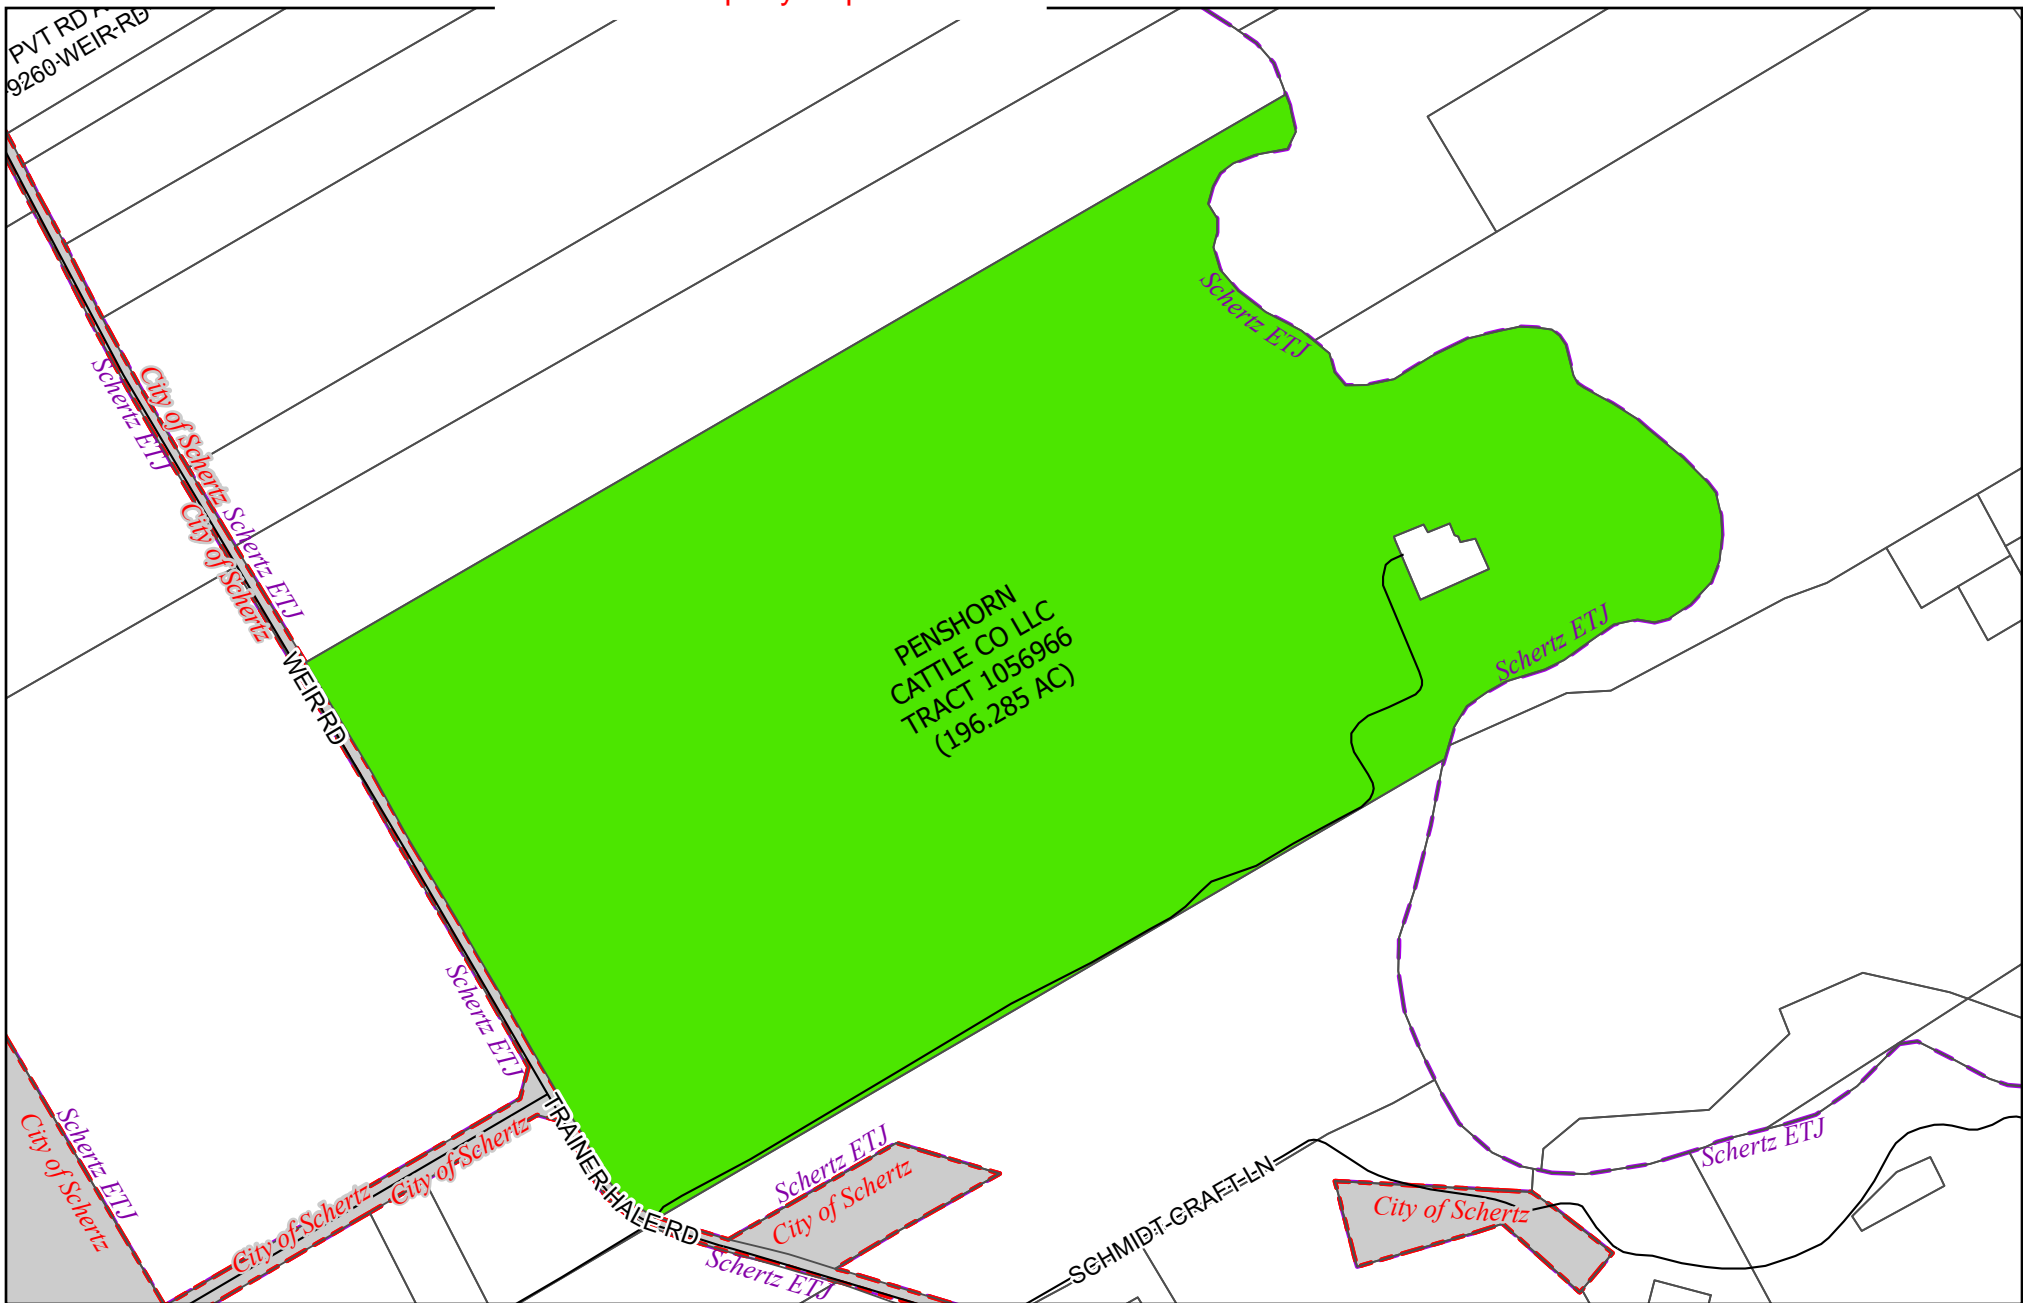 PVT RD A
9260 WEIR-RD
Schertz ETJ
City of Schertz
Schertz ETJ
City of Schertz
Schertz ETJ
WEIR-RD
PENSHORN
CATTLE CO LLC
TRACT 1056966
(196.285 AC)
Schertz ETJ
Schertz ETJ
TRAINER-HALE-RD
Schertz ETJ
City of Schertz
City of Schertz
City of Schertz
Schertz ETJ
City of Schertz
Schertz ETJ
SCHMIDT-CRAFT-LN
City of Schertz
Schertz ETJ